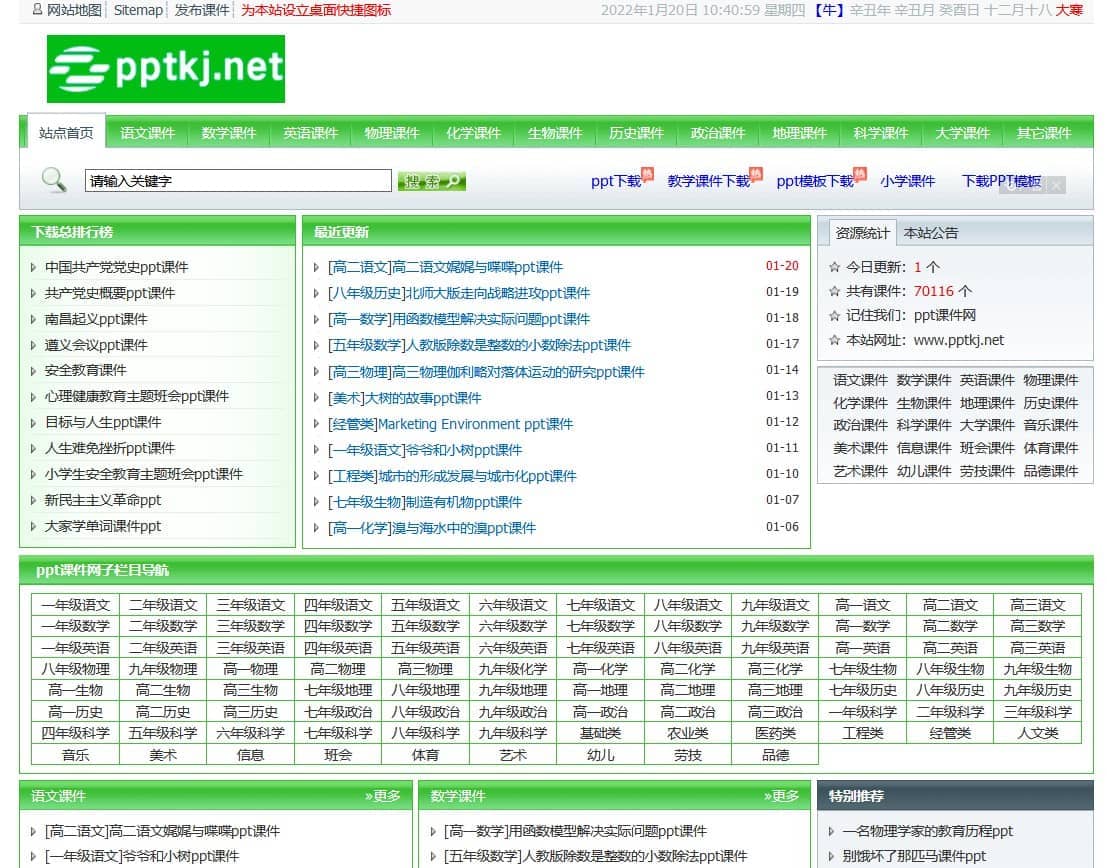 网站地图 Sitemap 发布课件 为本站设立桌面快捷图标 2022年1月20日 10:40:59 星期四 【牛】辛丑年 辛丑月 癸酉日 十二月十八 大寒
pptkj.net
站点首页 语文课件 数学课件 英语课件 物理课件 化学课件 生物课件 历史课件 政治课件 地理课件 科学课件 大学课件 其它课件
请输入关键字 搜索 ppt下载 热 教学课件下载 热 ppt模板下载 热 小学课件 下载PPT模板
下载总排行榜
中国共产党党史ppt课件
共产党史概要ppt课件
南昌起义ppt课件
遵义会议ppt课件
安全教育课件
心理健康教育主题班会ppt课件
目标与人生ppt课件
人生难免挫折ppt课件
小学生安全教育主题班会ppt课件
新民主主义革命ppt
大家学单词课件ppt
最近更新
[高二语文]高二语文娓娓与喋喋ppt课件 01-20
[八年级历史]北师大版走向战略进攻ppt课件 01-19
[高一数学]用函数模型解决实际问题ppt课件 01-18
[五年级数学]人教版除数是整数的小数除法ppt课件 01-17
[高三物理]高三物理伽利略对落体运动的研究ppt课件 01-14
[美术]大树的故事ppt课件 01-13
[经管类]Marketing Environment ppt课件 01-12
[一年级语文]爷爷和小树ppt课件 01-11
[工程类]城市的形成发展与城市化ppt课件 01-10
[七年级生物]制造有机物ppt课件 01-07
[高一化学]溴与海水中的溴ppt课件 01-06
资源统计 本站公告
☆ 今日更新：1 个
☆ 共有课件：70116 个
☆ 记住我们：ppt课件网
☆ 本站网址：www.pptkj.net
语文课件 数学课件 英语课件 物理课件
化学课件 生物课件 地理课件 历史课件
政治课件 科学课件 大学课件 音乐课件
美术课件 信息课件 班会课件 体育课件
艺术课件 幼儿课件 劳技课件 品德课件
ppt课件网子栏目导航
一年级语文 二年级语文 三年级语文 四年级语文 五年级语文 六年级语文 七年级语文 八年级语文 九年级语文 高一语文 高二语文 高三语文
一年级数学 二年级数学 三年级数学 四年级数学 五年级数学 六年级数学 七年级数学 八年级数学 九年级数学 高一数学 高二数学 高三数学
一年级英语 二年级英语 三年级英语 四年级英语 五年级英语 六年级英语 七年级英语 八年级英语 九年级英语 高一英语 高二英语 高三英语
八年级物理 九年级物理 高一物理 高二物理 高三物理 九年级化学 高一化学 高二化学 高三化学 七年级生物 八年级生物 九年级生物
高一生物 高二生物 高三生物 七年级地理 八年级地理 九年级地理 高一地理 高二地理 高三地理 七年级历史 八年级历史 九年级历史
高一历史 高二历史 高三历史 七年级政治 八年级政治 九年级政治 高一政治 高二政治 高三政治 一年级科学 二年级科学 三年级科学
四年级科学 五年级科学 六年级科学 七年级科学 八年级科学 九年级科学 基础类 农业类 医药类 工程类 经管类 人文类
音乐 美术 信息 班会 体育 艺术 幼儿 劳技 品德
语文课件 »更多
[高二语文]高二语文娓娓与喋喋ppt课件
[一年级语文]爷爷和小树ppt课件
数学课件 »更多
[高一数学]用函数模型解决实际问题ppt课件
[五年级数学]人教版除数是整数的小数除法ppt课件
特别推荐
一名物理学家的教育历程ppt
别饿坏了那匹马课件ppt